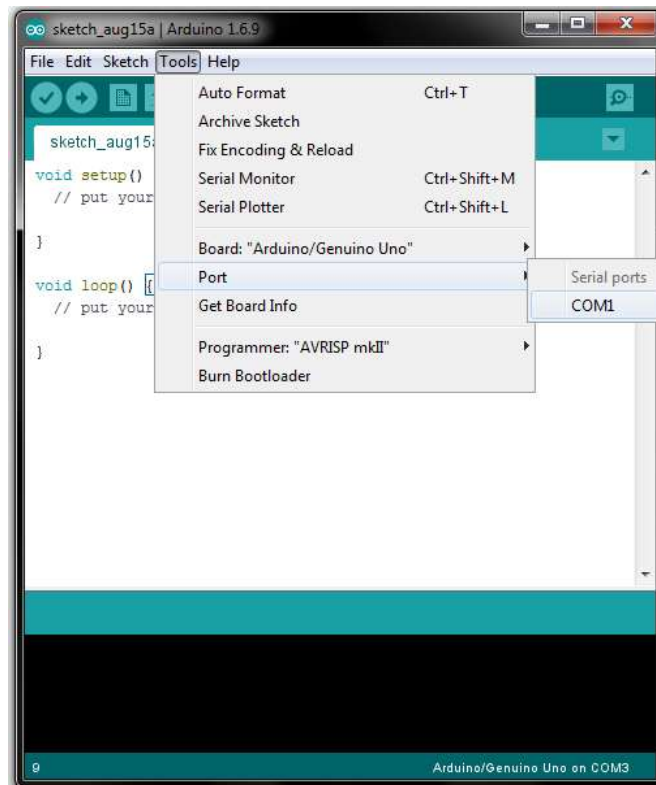 sketch_aug15a | Arduino 1.6.9
File Edit Sketch Tools Help
Auto Format Ctrl+T
Archive Sketch
sketch_aug15
Fix Encoding & Reload
void setup()
Serial Monitor Ctrl+Shift+M
// put your
Serial Plotter Ctrl+Shift+L
}
Board: "Arduino/Genuino Uno"
Port
Serial ports
void loop() {
Get Board Info
COM1
// put your
}
Programmer: "AVRISP mkII"
Burn Bootloader
9
Arduino/Genuino Uno on COM3